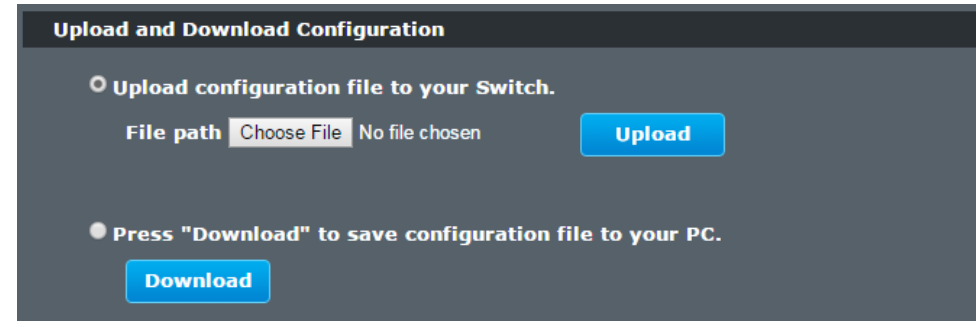 Upload and Download Configuration
Upload configuration file to your Switch.
File path Choose File No file chosen Upload
Press "Download" to save configuration file to your PC.
Download